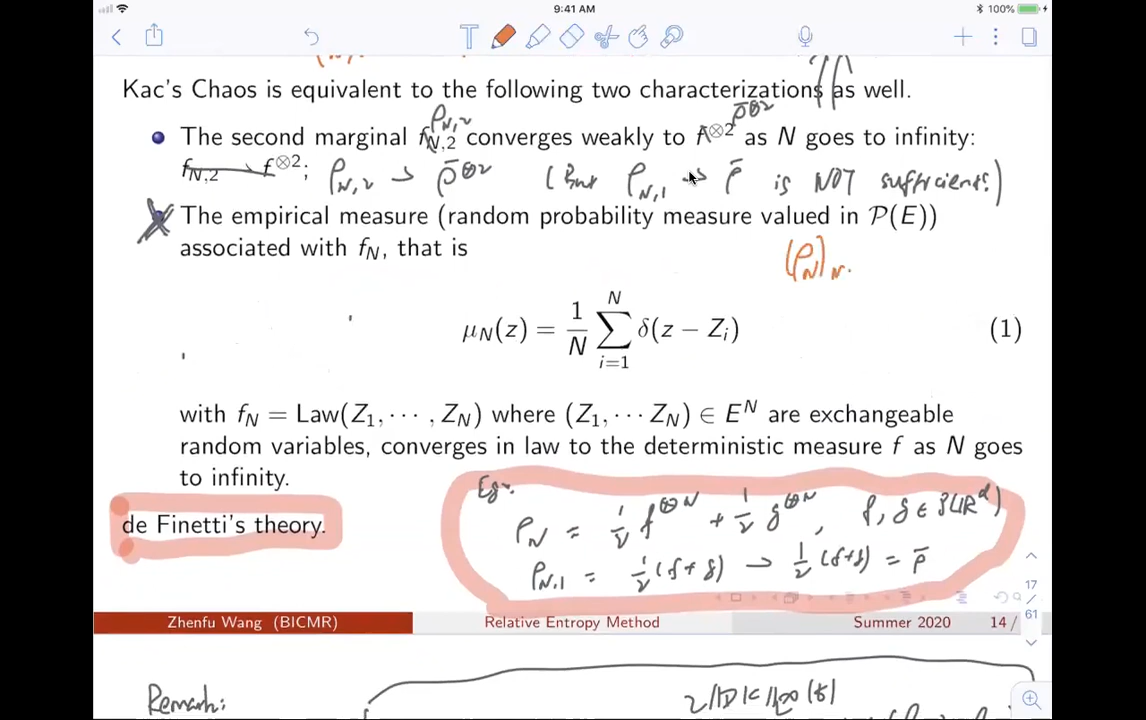 9:41 AM
100%
Kac's Chaos is equivalent to the following two characterizations as well.
ρ_{N,2} ρ̄^{⊗2}
The second marginal f_{N,2} converges weakly to f^{⊗2} as N goes to infinity:
f_{N,2} → f^{⊗2}; ρ_{N,2} → ρ̄^{⊗2} (But ρ_{N,1} → ρ̄ is NOT sufficient!)
The empirical measure (random probability measure valued in P(E))
associated with f_N, that is
(ρ_N)_N.
μ_N(z) = 1/N ∑_{i=1}^{N} δ(z − Z_i) (1)
with f_N = Law(Z_1, ⋯ , Z_N) where (Z_1, ⋯ Z_N) ∈ E^N are exchangeable
random variables, converges in law to the deterministic measure f as N goes
to infinity.
Eg.
de Finetti's theory.
ρ_N = 1/2 f^{⊗N} + 1/2 g^{⊗N}, f, g ∈ P(ℝ^d)
ρ_{N,1} = 1/2 (f+g) → 1/2 (f+g) = ρ̄
17
/
61
Zhenfu Wang (BICMR) Relative Entropy Method Summer 2020 14 /
Remark: